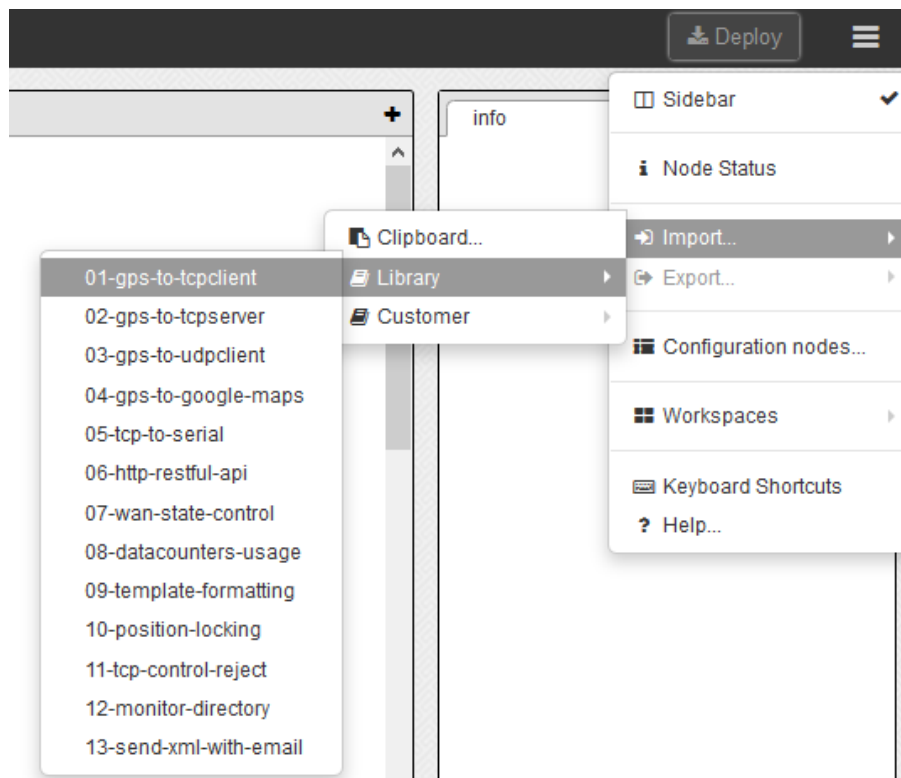 Deploy
info
Sidebar
Node Status
Import...
Export...
Configuration nodes...
Workspaces
Keyboard Shortcuts
? Help...
Clipboard...
Library
Customer
01-gps-to-tcpclient
02-gps-to-tcpserver
03-gps-to-udpclient
04-gps-to-google-maps
05-tcp-to-serial
06-http-restful-api
07-wan-state-control
08-datacounters-usage
09-template-formatting
10-position-locking
11-tcp-control-reject
12-monitor-directory
13-send-xml-with-email